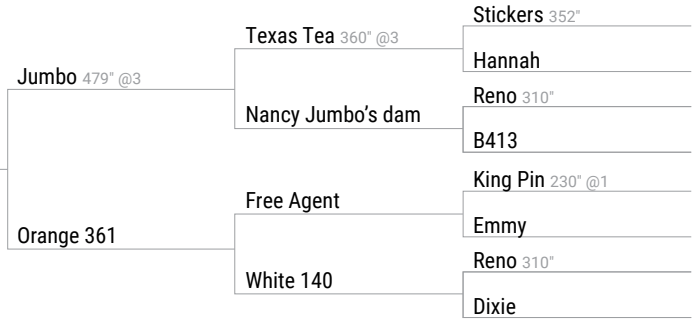 Stickers 352"
Texas Tea 360" @3
Hannah
Jumbo 479" @3
Reno 310"
Nancy Jumbo’s dam
B413
King Pin 230" @1
Free Agent
Emmy
Orange 361
Reno 310"
White 140
Dixie